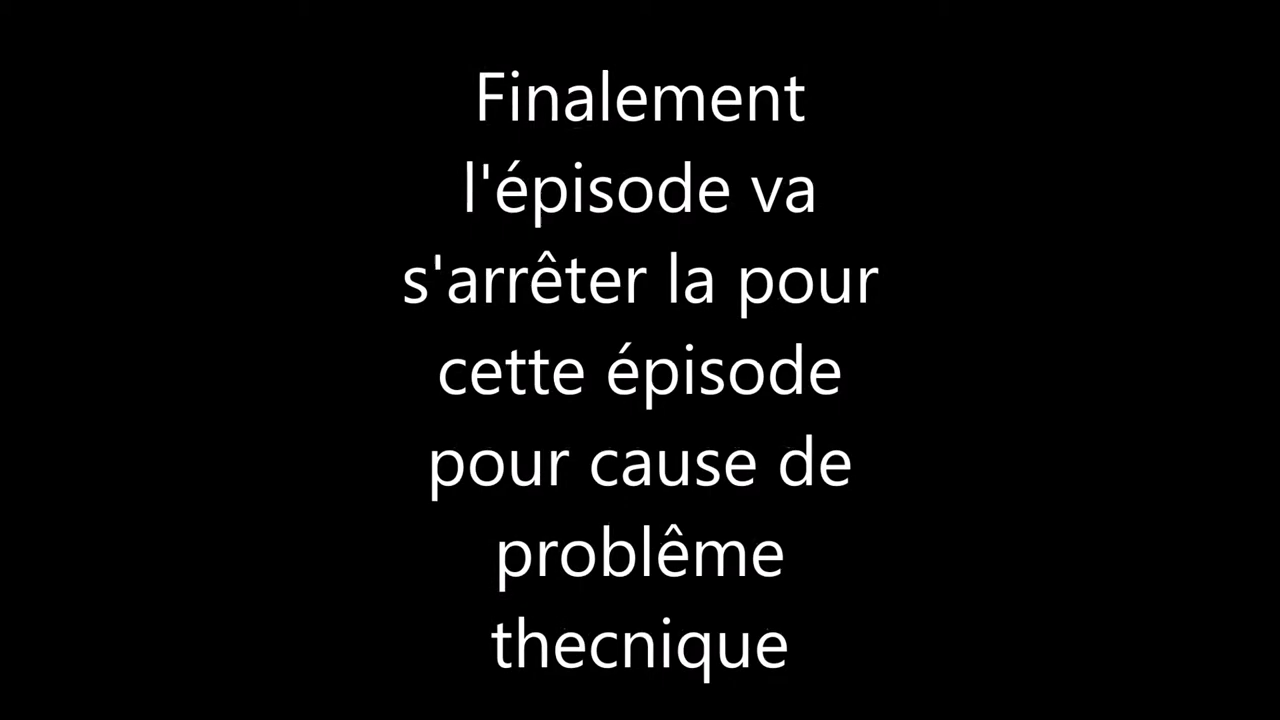 Finalement
l'épisode va
s'arrêter la pour
cette épisode
pour cause de
problême
thecnique